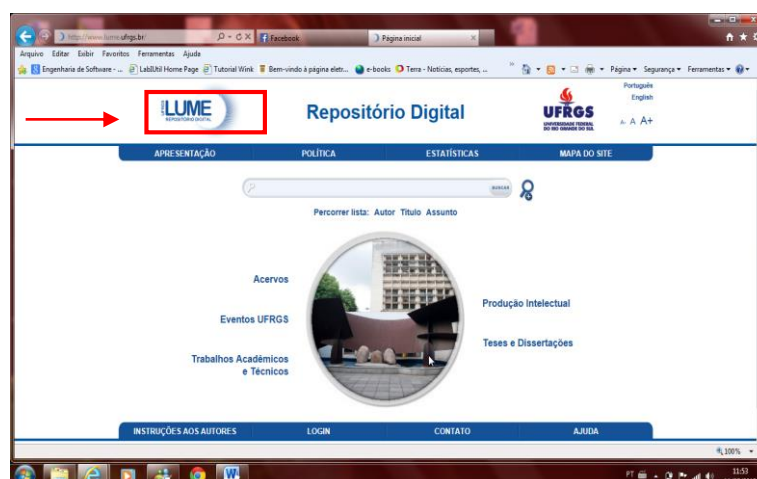 http://www.lume.ufrgs.br/
Facebook
Página inicial
Arquivo Editar Exibir Favoritos Ferramentas Ajuda
Engenharia de Software - ... LabIUtil Home Page Tutorial Wink Bem-vindo à página eletr... e-books Terra - Notícias, esportes, ... Página Segurança Ferramentas
Português
English
A- A A+
LUME
REPOSITÓRIO DIGITAL
Repositório Digital
UFRGS
UNIVERSIDADE FEDERAL
DO RIO GRANDE DO SUL
APRESENTAÇÃO POLÍTICA ESTATÍSTICAS MAPA DO SITE
BUSCAR
Percorrer lista: Autor Título Assunto
Acervos
Eventos UFRGS
Trabalhos Acadêmicos
e Técnicos
Produção Intelectual
Teses e Dissertações
INSTRUÇÕES AOS AUTORES LOGIN CONTATO AJUDA
100%
PT
11:53